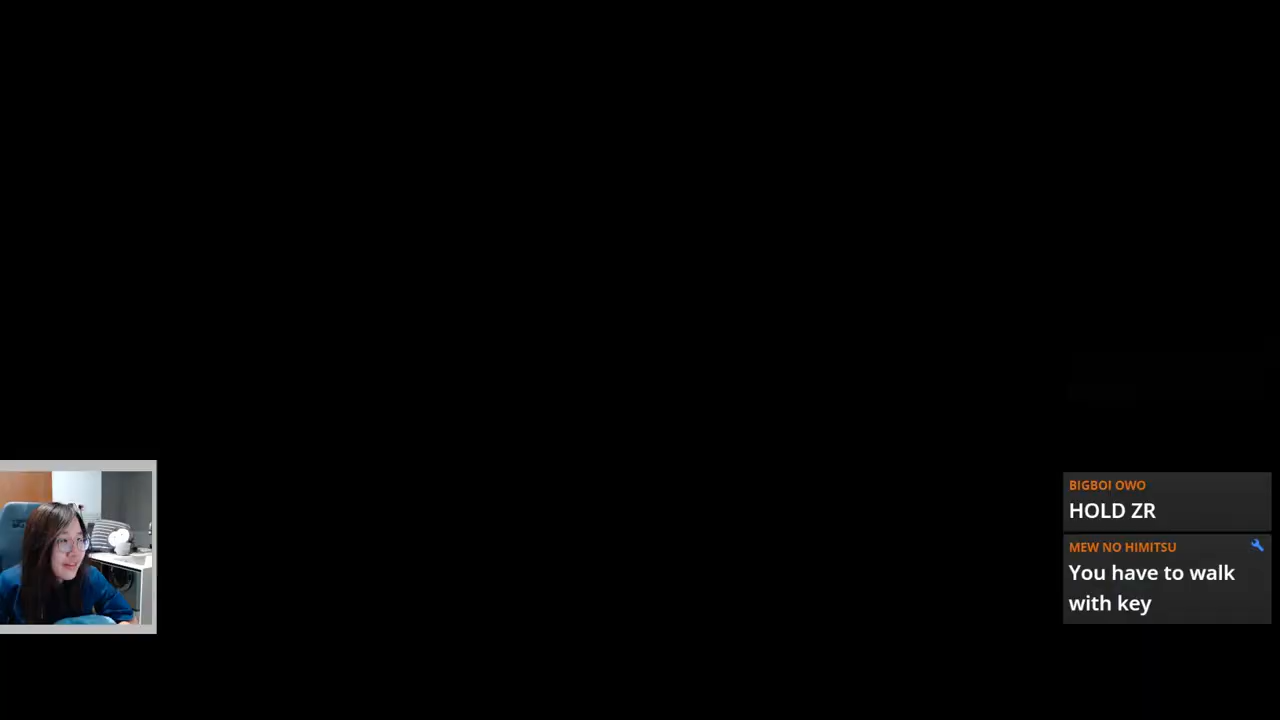 BIGBOI OWO
HOLD ZR
MEW NO HIMITSU
You have to walk
with key